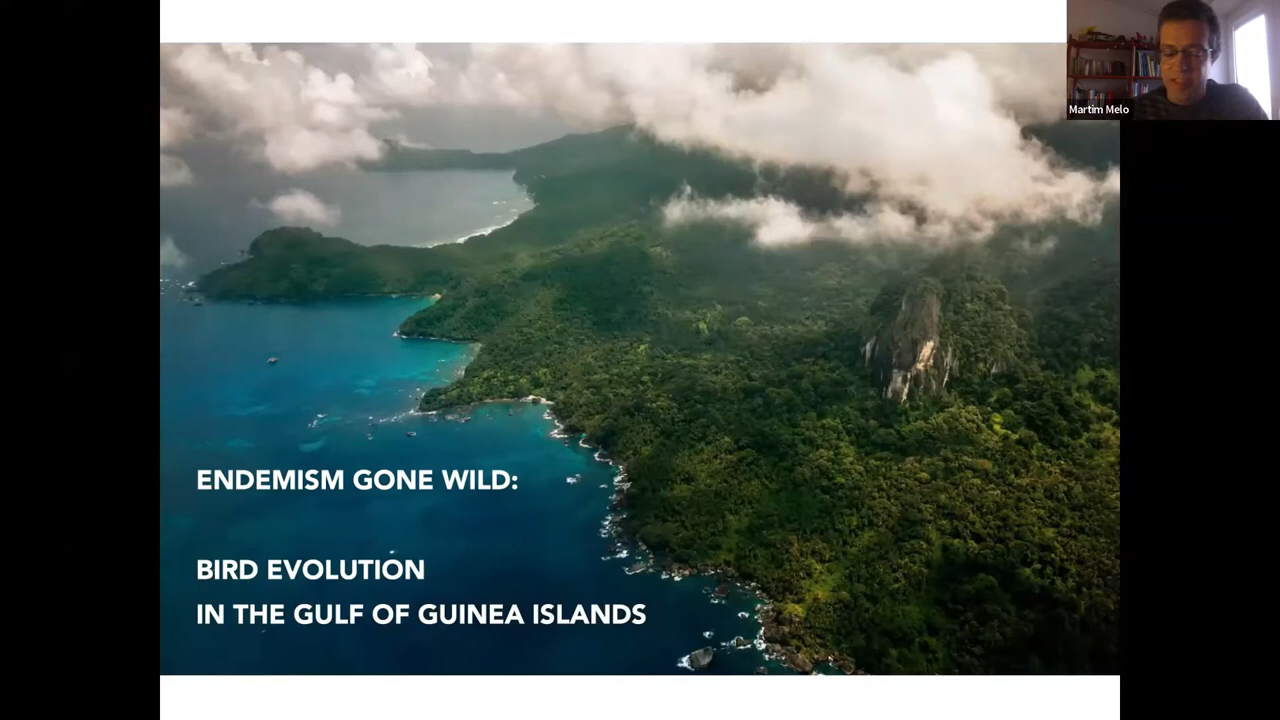 Martim Melo
ENDEMISM GONE WILD:
BIRD EVOLUTION
IN THE GULF OF GUINEA ISLANDS